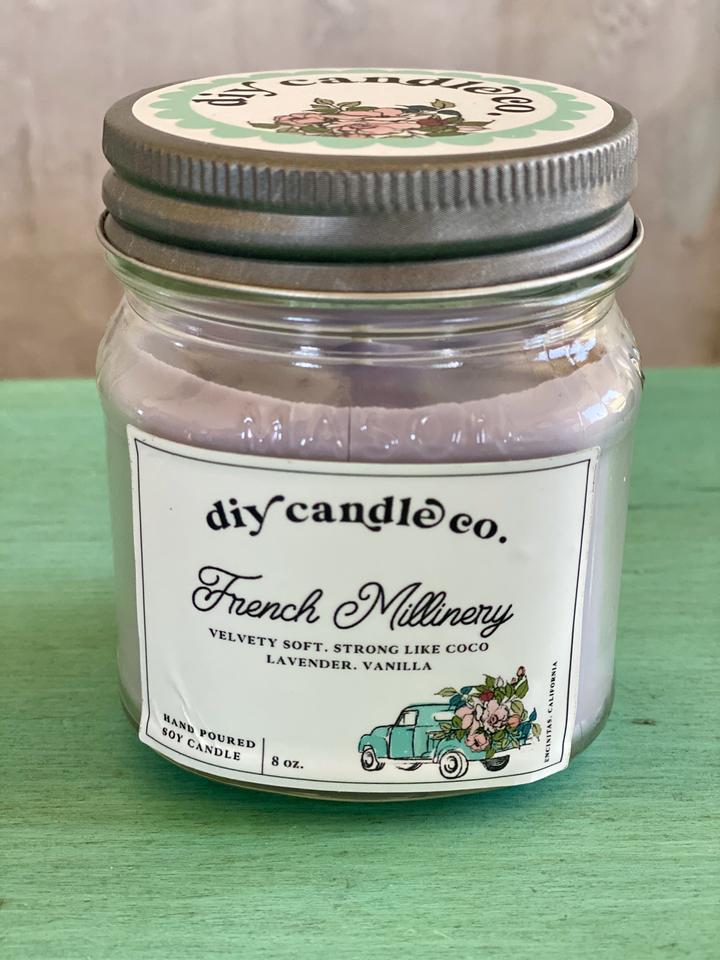 diy candle co.
MASON
diy candle co.
French Millinery
VELVETY SOFT. STRONG LIKE COCO
LAVENDER. VANILLA
HAND POURED
SOY CANDLE
8 oz.
ENCINITAS, CALIFORNIA